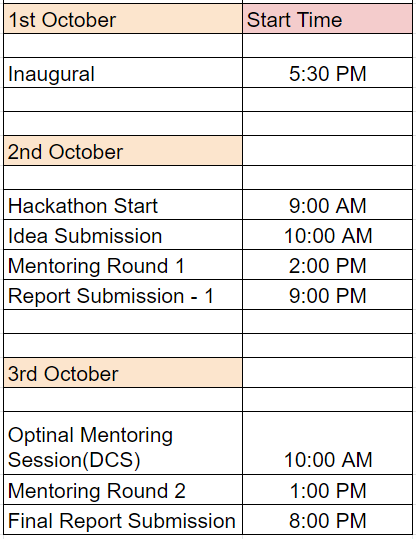 1st October Start Time
Inaugural 5:30 PM
2nd October
Hackathon Start 9:00 AM
Idea Submission 10:00 AM
Mentoring Round 1 2:00 PM
Report Submission - 1 9:00 PM
3rd October
Optinal Mentoring
Session(DCS) 10:00 AM
Mentoring Round 2 1:00 PM
Final Report Submission 8:00 PM